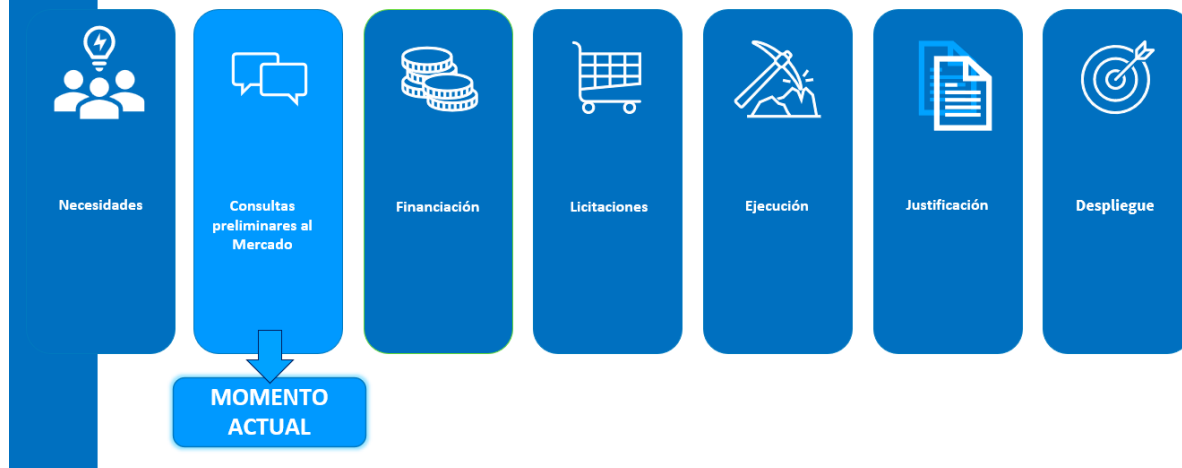 Necesidades
Consultas
preliminares al
Mercado
Financiación
Licitaciones
Ejecución
Justificación
Despliegue
MOMENTO
ACTUAL